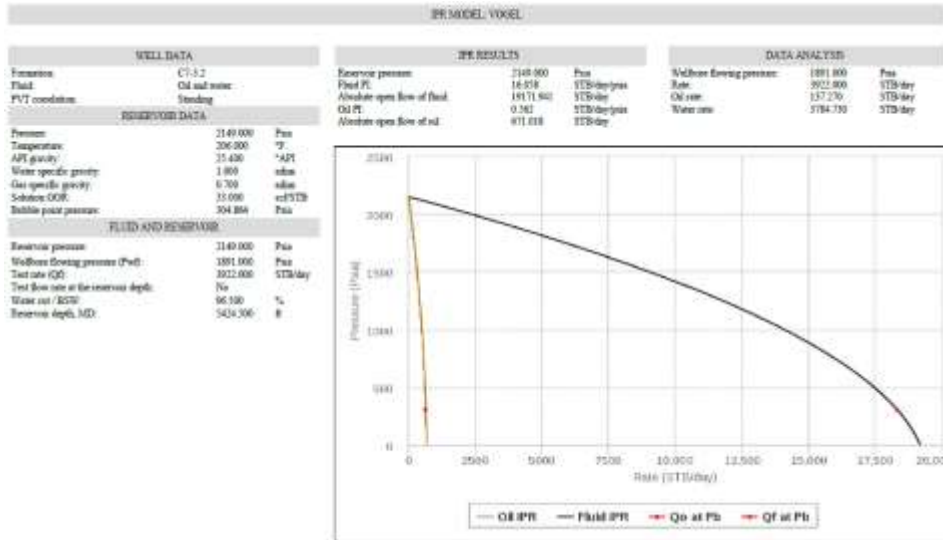 IPR MODEL: VOGEL
WELL DATA
Formation: C7-3.2
Fluid: Oil and water
PVT correlation: Standing
RESERVOIR DATA
Pressure: 2149.000 Psia
Temperature: 206.000 °F
API gravity: 25.400 °API
Water specific gravity: 1.000
Gas specific gravity: 0.700
Solution GOR: 33.000 scf/STB
Bubble point pressure: 304.864 Psia
FLUID AND RESERVOIR
Reservoir pressure: 2149.000 Psia
Wellbore flowing pressure (Pwf): 1891.000 Psia
Test rate (Qf): 3922.000 STB/day
Test flow rate at the reservoir depth: No
Water cut / BSW: 96.500 %
Reservoir depth, MD: 5424.500 ft
IPR RESULTS
Reservoir pressure: 2149.000 Psia
Fluid PI: STB/day/psia
Absolute open flow of fluid: 19171.941 STB/day
Oil PI: STB/day/psia
Absolute open flow of oil: 671.018 STB/day
DATA ANALYSIS
Wellbore flowing pressure: 1891.000 Psia
Rate: 3922.000 STB/day
Oil rate: 137.270 STB/day
Water rate: 3784.730 STB/day
2500
2000
1500
1000
500
0
Pressure (Psia)
0 2500 5000 7500 10,000 12,500 15,000 17,500 20,00
Rate (STB/day)
Oil IPR Fluid IPR Qo at Pb Qf at Pb